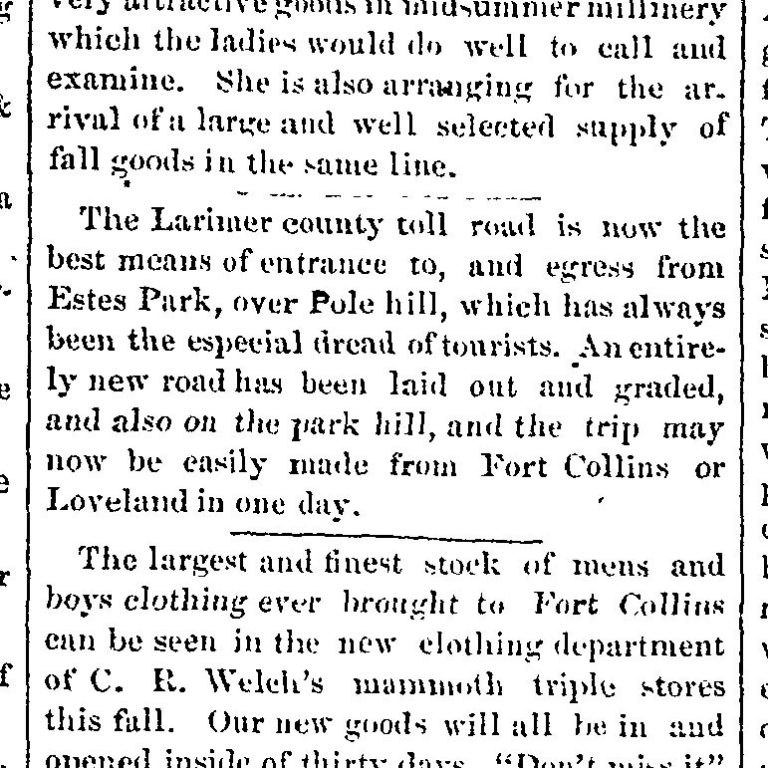 very attractive goods in midsummer millinery
which the ladies would do well to call and
examine. She is also arranging for the ar-
rival of a large and well selected supply of
fall goods in the same line.
The Larimer county toll road is now the
best means of entrance to, and egress from
Estes Park, over Pole hill, which has always
been the especial dread of tourists. An entire-
ly new road has been laid out and graded,
and also on the park hill, and the trip may
now be easily made from Fort Collins or
Loveland in one day.
The largest and finest stock of mens and
boys clothing ever brought to Fort Collins
can be seen in the new clothing department
of C. R. Welch's mammoth triple stores
this fall. Our new goods will all be in and
opened inside of thirty days. "Don't miss it"